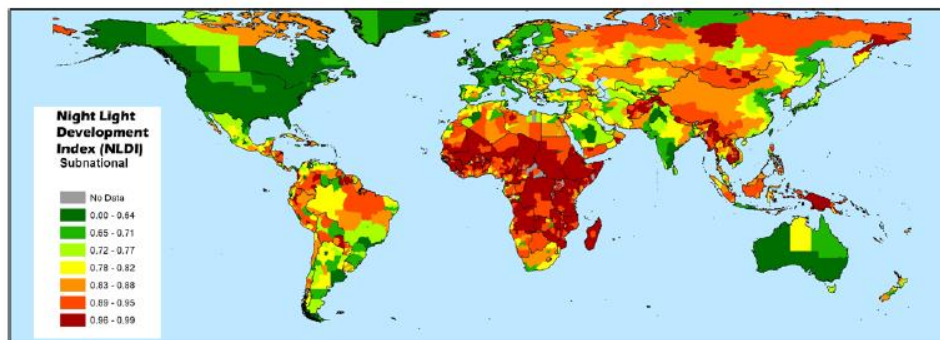 Night Light
Development
Index (NLDI)
Subnational
No Data
0.00 - 0.64
0.65 - 0.71
0.72 - 0.77
0.78 - 0.82
0.83 - 0.88
0.89 - 0.95
0.96 - 0.99